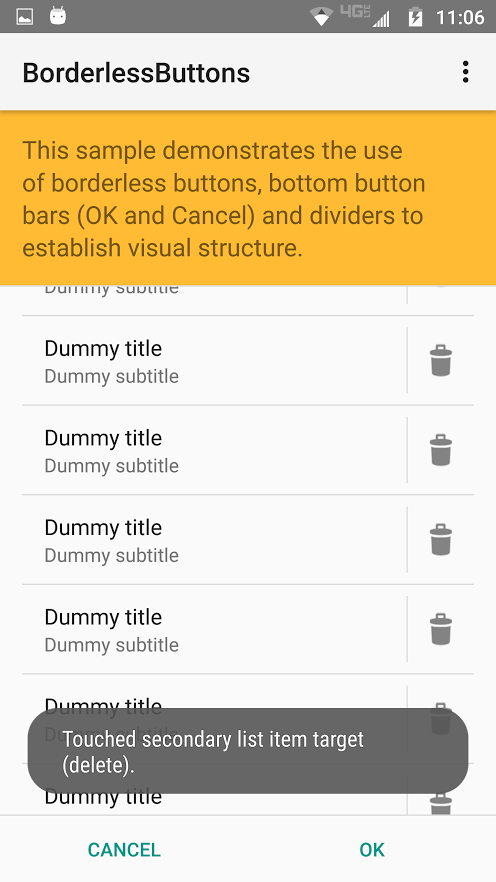 4G LTE 11:06
BorderlessButtons
This sample demonstrates the use
of borderless buttons, bottom button
bars (OK and Cancel) and dividers to
establish visual structure.
Dummy subtitle
Dummy title
Dummy subtitle
Dummy title
Dummy subtitle
Dummy title
Dummy subtitle
Dummy title
Dummy subtitle
Dummy title
Touched secondary list item target
(delete).
Dummy title
CANCEL OK